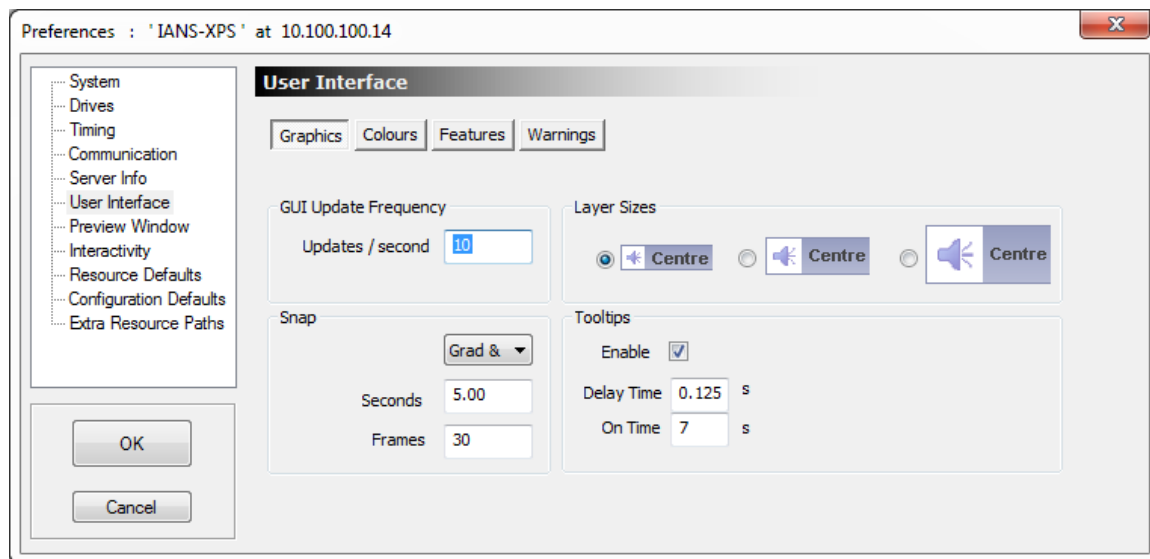 Preferences : 'IANS-XPS' at 10.100.100.14
System
Drives
Timing
Communication
Server Info
User Interface
Preview Window
Interactivity
Resource Defaults
Configuration Defaults
Extra Resource Paths
OK
Cancel
User Interface
Graphics Colours Features Warnings
GUI Update Frequency
Updates / second 10
Layer Sizes
Centre Centre Centre
Snap
Grad &
Seconds 5.00
Frames 30
Tooltips
Enable
Delay Time 0.125 s
On Time 7 s